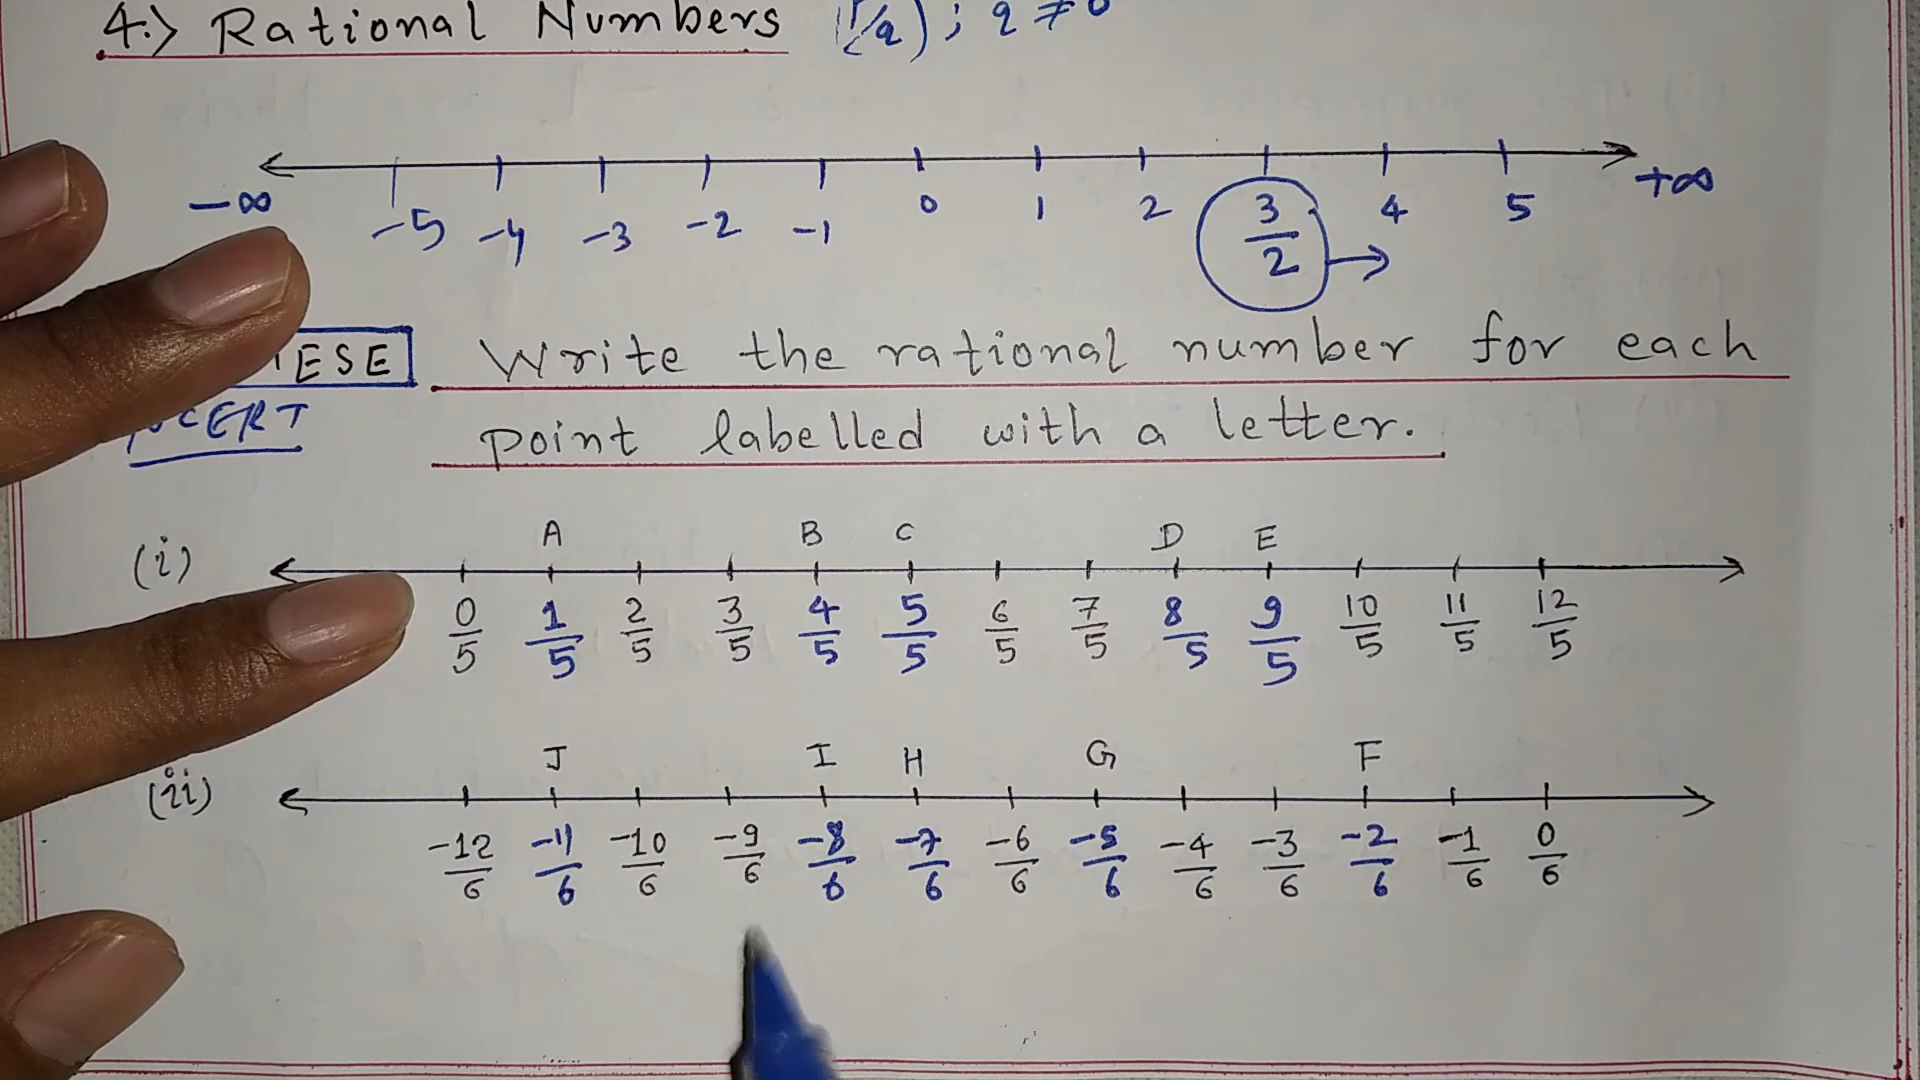 4.) Rational Numbers (P/q) ; q ≠ 0
-∞ -5 -4 -3 -2 -1 0 1 2 3/2 4 5 +∞
Write the rational number for each
point labelled with a letter.
A B C D E
(i)
0/5 1/5 2/5 3/5 4/5 5/5 6/5 7/5 8/5 9/5 10/5 11/5 12/5
J I H G F
(ii)
-12/6 -11/6 -10/6 -9/6 -8/6 -7/6 -6/6 -5/6 -4/6 -3/6 -2/6 -1/6 0/6